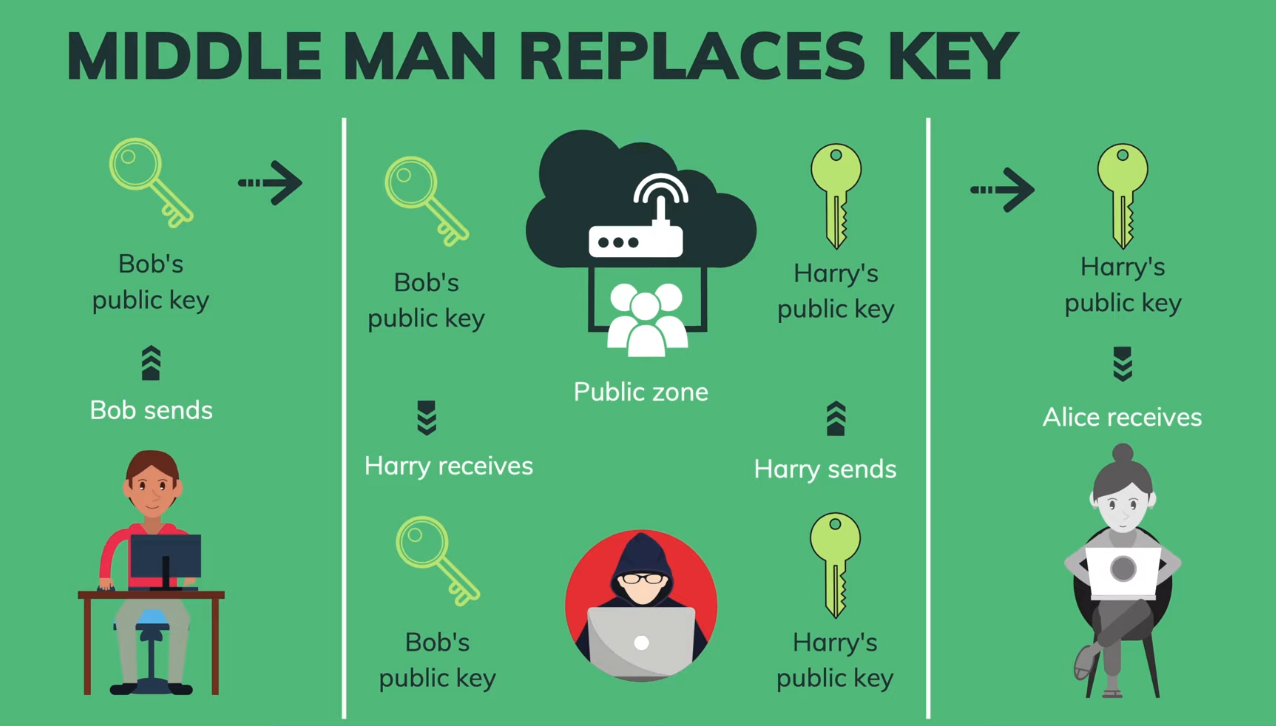 MIDDLE MAN REPLACES KEY
Bob's
public key
Bob sends
Bob's
public key
Harry receives
Bob's
public key
Public zone
Harry's
public key
Harry sends
Harry's
public key
Harry's
public key
Alice receives